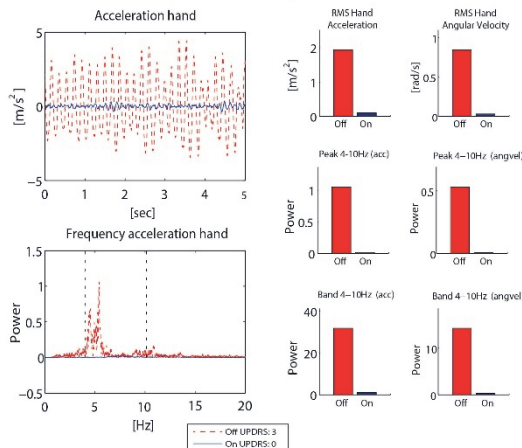 Acceleration hand
[m/s²]
5
0
−5
0 1 2 3 4 5
[sec]
Frequency acceleration hand
Power
1.5
1
0.5
0
−0.5
0 5 10 15 20
[Hz]
Off UPDRS: 3
On UPDRS: 0
RMS Hand
Acceleration
[m/s²]
2
1
0
Off On
RMS Hand
Angular Velocity
[rad/s]
1
0.5
0
Off On
Peak 4-10Hz (acc)
Power
1
0.5
0
Off On
Peak 4−10Hz (angvel)
Power
0.5
0
Off On
Band 4−10Hz (acc)
Power
40
20
0
Off On
Band 4−10Hz (angvel)
Power
10
0
Off On